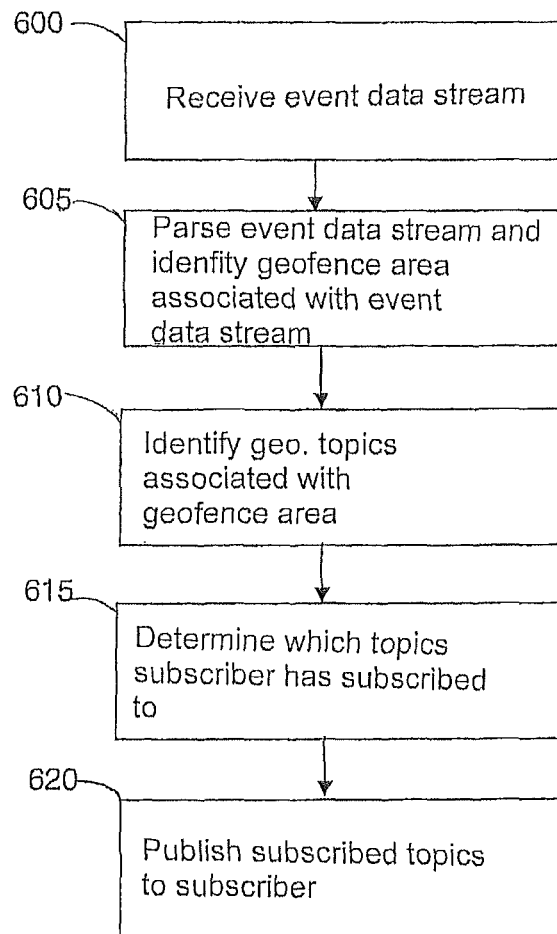 600
Receive event data stream
605
Parse event data stream and
idenfity geofence area
associated with event
data stream
610
Identify geo. topics
associated with
geofence area
615
Determine which topics
subscriber has subscribed
to
620
Publish subscribed topics
to subscriber